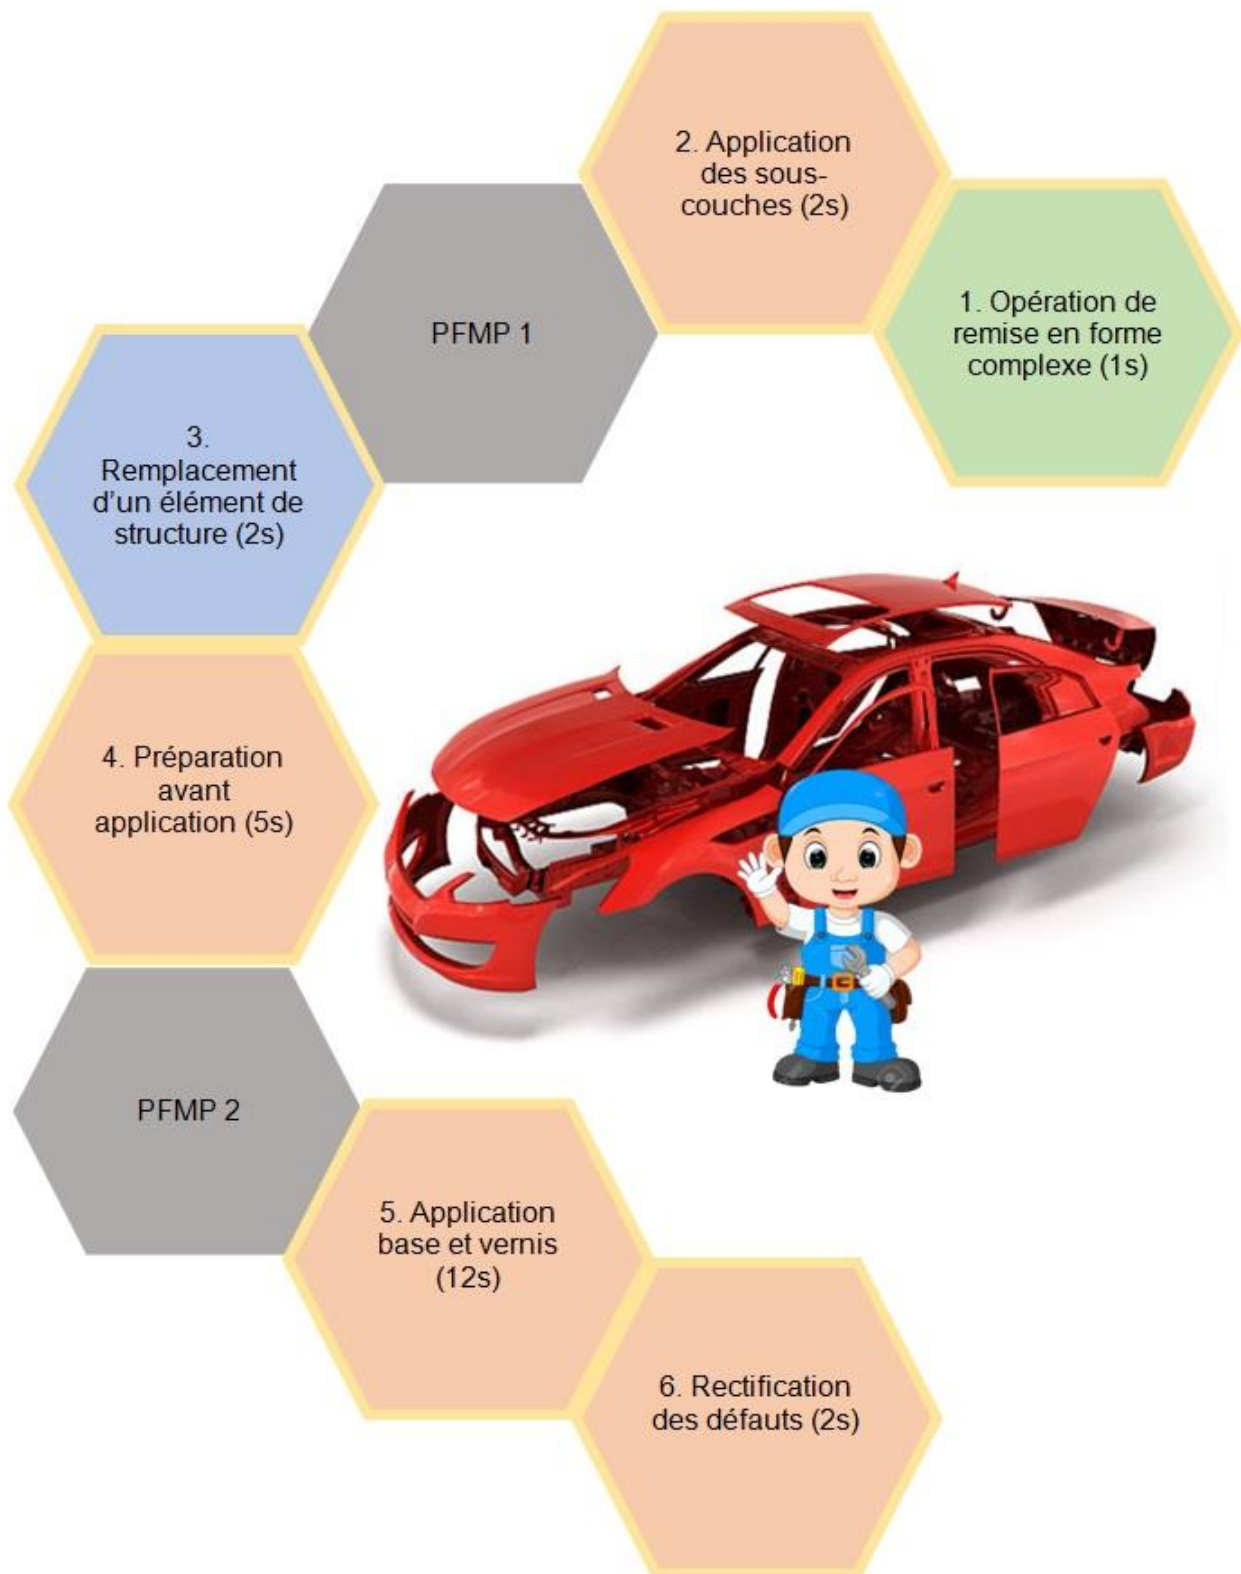 1. Opération de
remise en forme
complexe (1s)
2. Application
des sous-
couches (2s)
PFMP 1
3.
Remplacement
d’un élément de
structure (2s)
4. Préparation
avant
application (5s)
PFMP 2
5. Application
base et vernis
(12s)
6. Rectification
des défauts (2s)